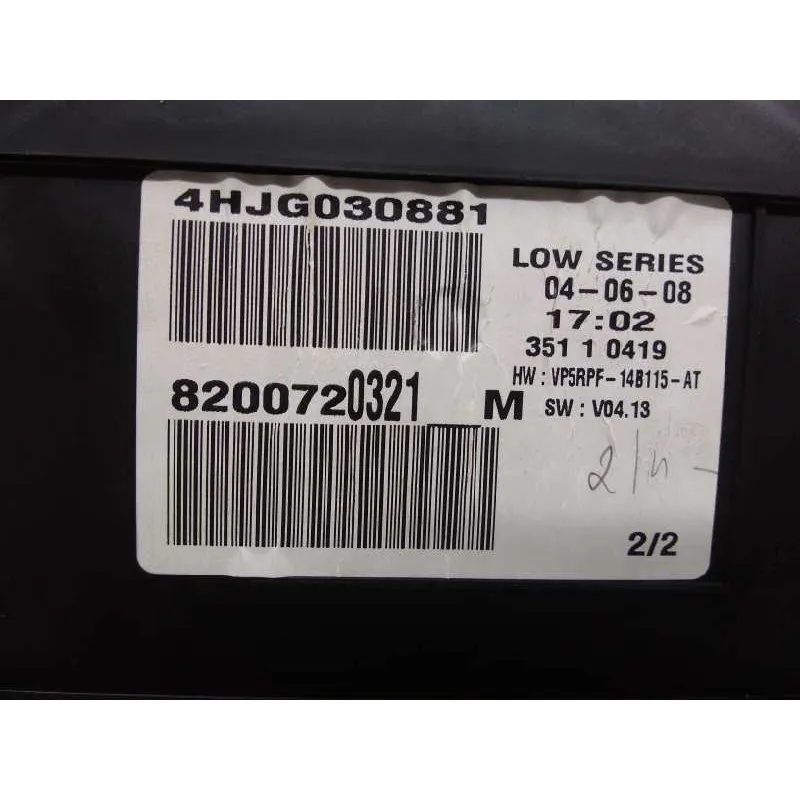 4HJG030881
LOW SERIES
04-06-08
17:02
351 1 0419
HW : VP5RPF-14B115-AT
8200720321__M
SW : V04.13
2/2